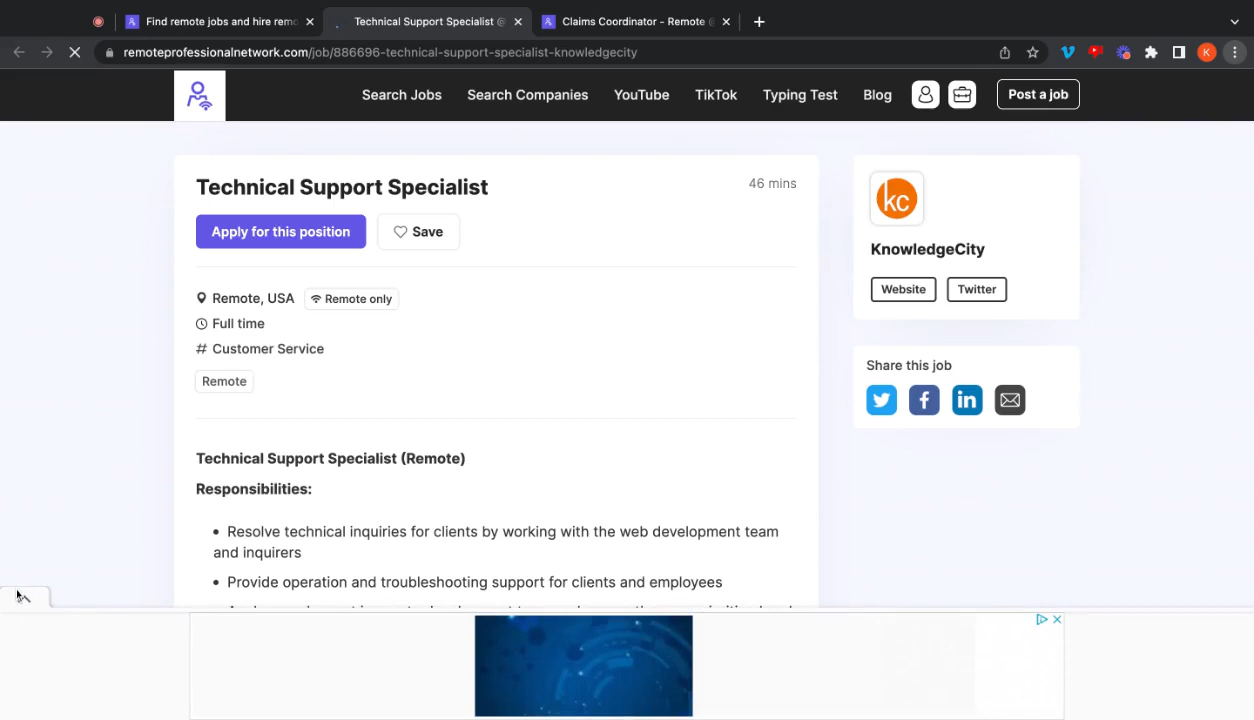 Find remote jobs and hire remo
Technical Support Specialist @
Claims Coordinator - Remote @
remoteprofessionalnetwork.com/job/886696-technical-support-specialist-knowledgecity
K
Search Jobs
Search Companies
YouTube
TikTok
Typing Test
Blog
Post a job
Technical Support Specialist
46 mins
Apply for this position
Save
Remote, USA
Remote only
Full time
# Customer Service
Remote
Technical Support Specialist (Remote)
Responsibilities:
• Resolve technical inquiries for clients by working with the web development team
and inquirers
• Provide operation and troubleshooting support for clients and employees
kc
KnowledgeCity
Website
Twitter
Share this job
f
in